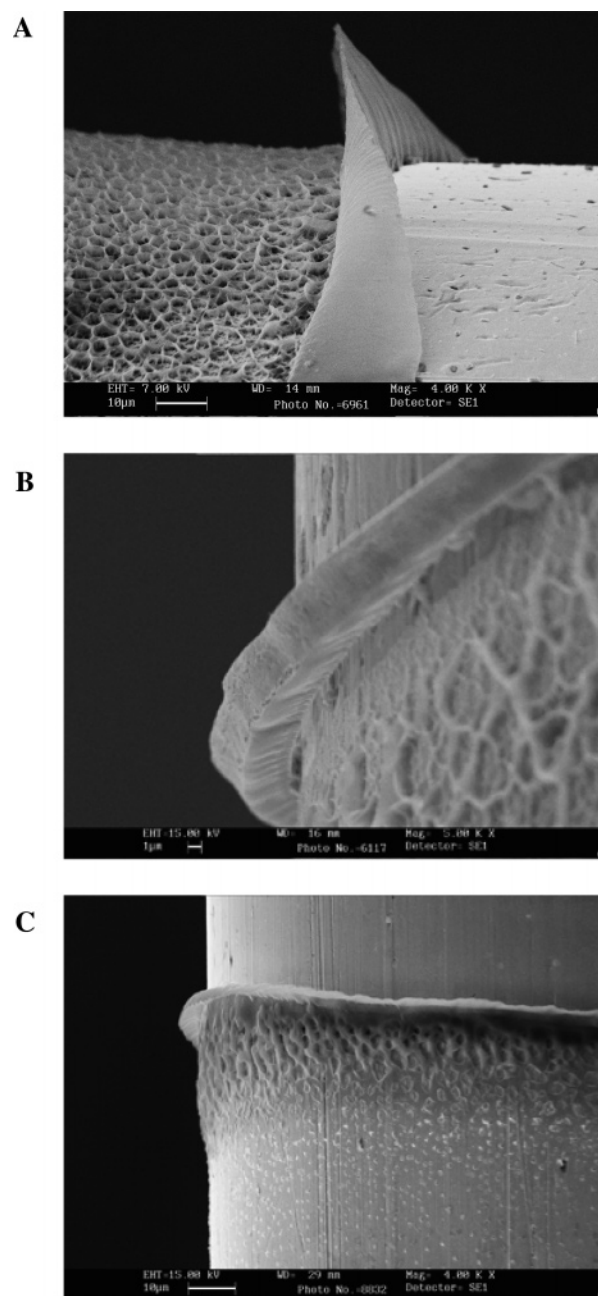 A
EHT= 7.00 kV WD= 14 mm Mag= 4.00 K X
10µm Photo No.=6961 Detector= SE1
B
EHT=15.00 kV WD= 16 mm Mag= 5.00 K X
1µm Photo No.=6117 Detector= SE1
C
EHT=15.00 kV WD= 29 mm Mag= 4.00 K X
10µm Photo No.=8832 Detector= SE1